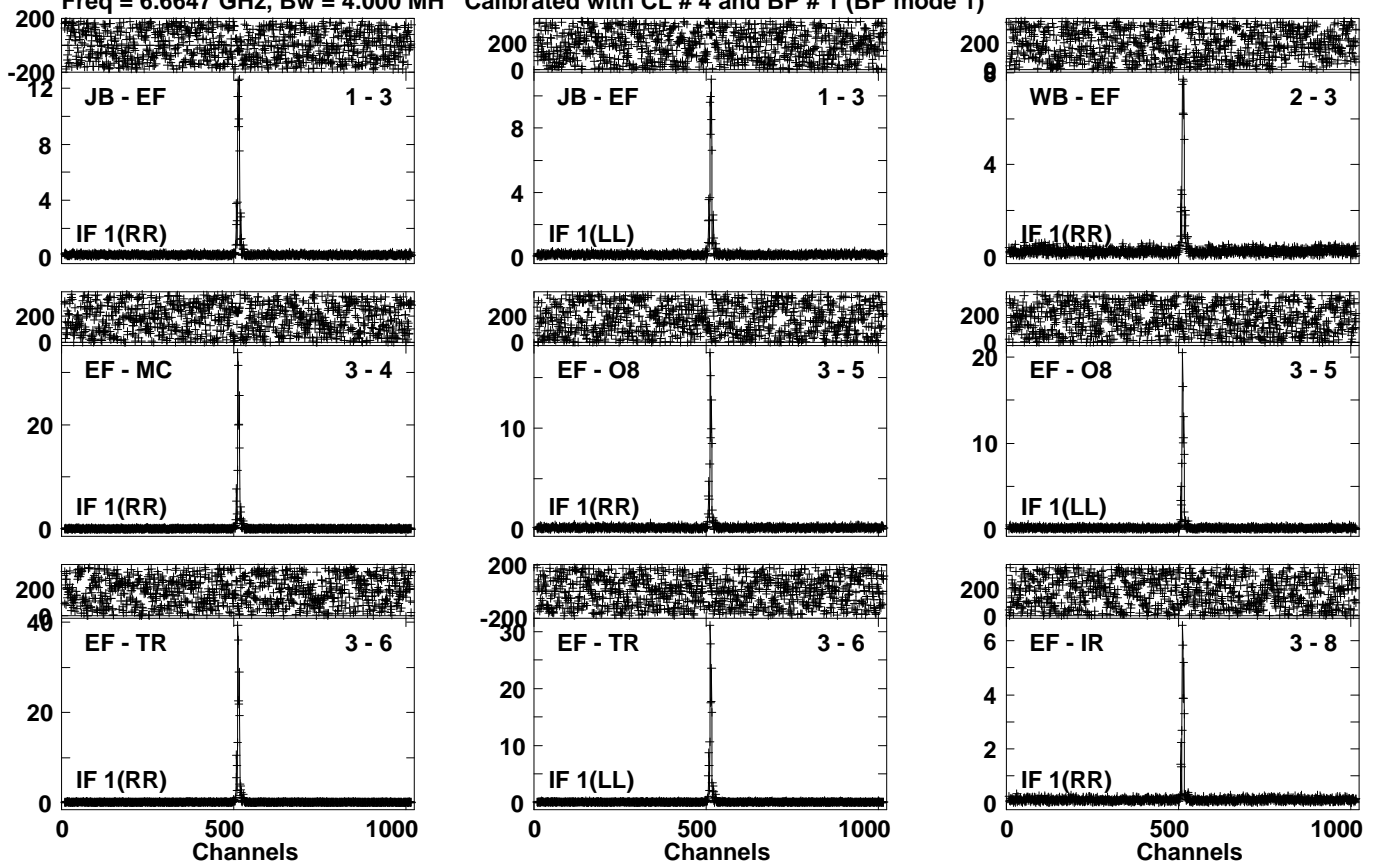 Freq = 6.6647 GHz, Bw = 4.000 MH Calibrated with CL # 4 and BP # 1 (BP mode 1)
200
-200
12
8
4
0
JB - EF 1 - 3
IF 1(RR)
200
0
8
4
0
JB - EF 1 - 3
IF 1(LL)
200
0
8
4
0
WB - EF 2 - 3
IF 1(RR)
200
0
20
0
EF - MC 3 - 4
IF 1(RR)
200
0
10
0
EF - O8 3 - 5
IF 1(RR)
200
0
20
10
0
EF - O8 3 - 5
IF 1(LL)
200
0
40
20
0
EF - TR 3 - 6
IF 1(RR)
0 500 1000
Channels
200
-200
30
20
10
0
EF - TR 3 - 6
IF 1(LL)
0 500 1000
Channels
200
0
6
4
2
0
EF - IR 3 - 8
IF 1(RR)
0 500 1000
Channels